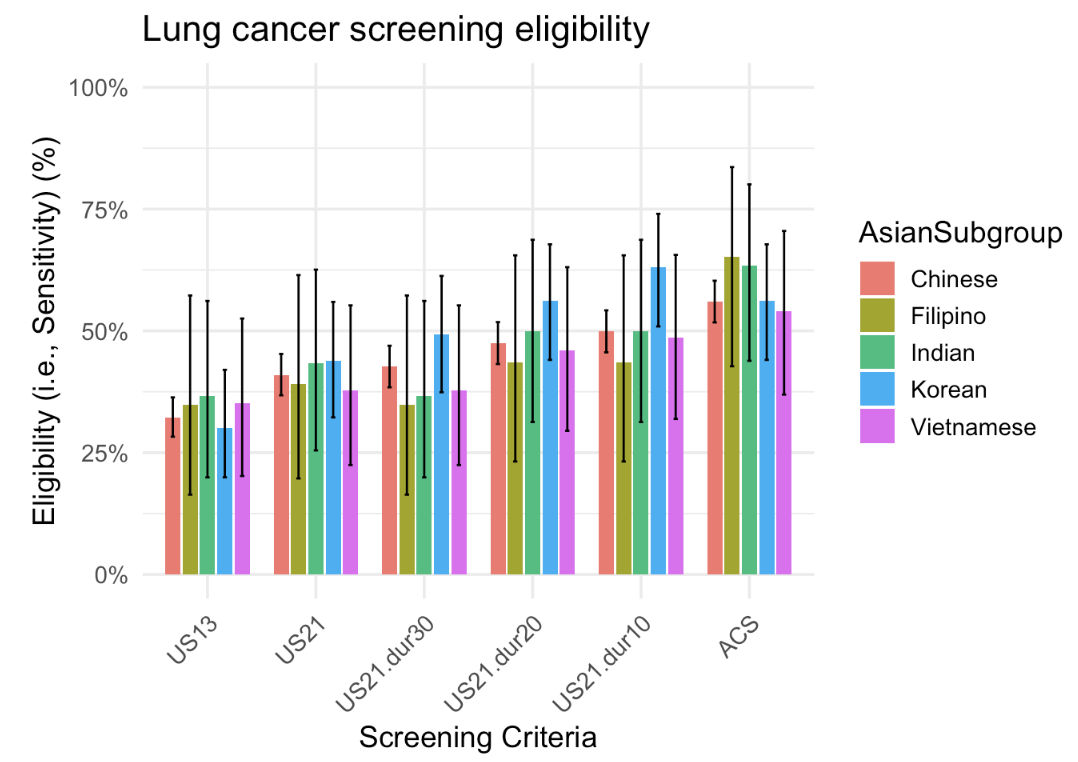 Lung cancer screening eligibility
Eligibility (i.e., Sensitivity) (%)
100%
75%
50%
25%
0%
US13
US21
US21.dur30
US21.dur20
US21.dur10
ACS
Screening Criteria
AsianSubgroup
Chinese
Filipino
Indian
Korean
Vietnamese